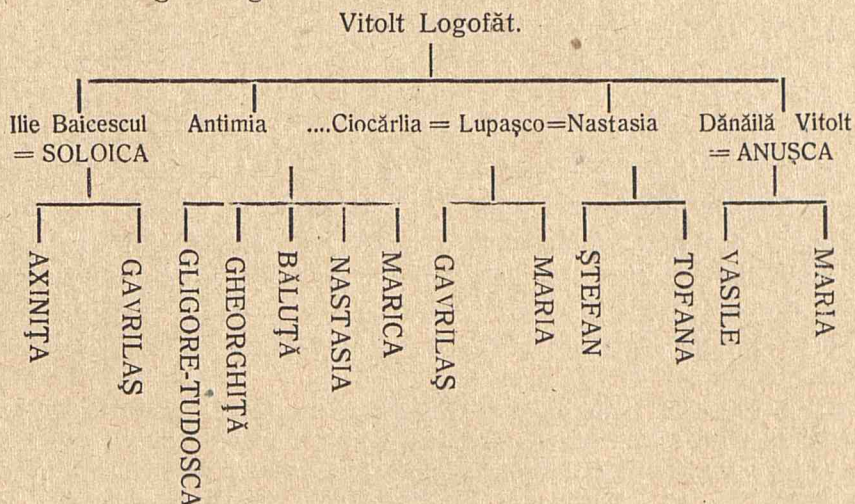 Vitolt Logofăt.
Ilie Baicescul Antimia ....Ciocărlia = Lupaşco=Nastasia Dănăilă Vitolt
= SOLOICA = ANUŞCA
AXINIŢA
GAVRILAŞ
GLIGORE-TUDOSCA
GHEORGHIŢĂ
BĂLUŢĂ
NASTASIA
MARICA
GAVRILAŞ
MARIA
ŞTEFAN
TOFANA
VASILE
MARIA